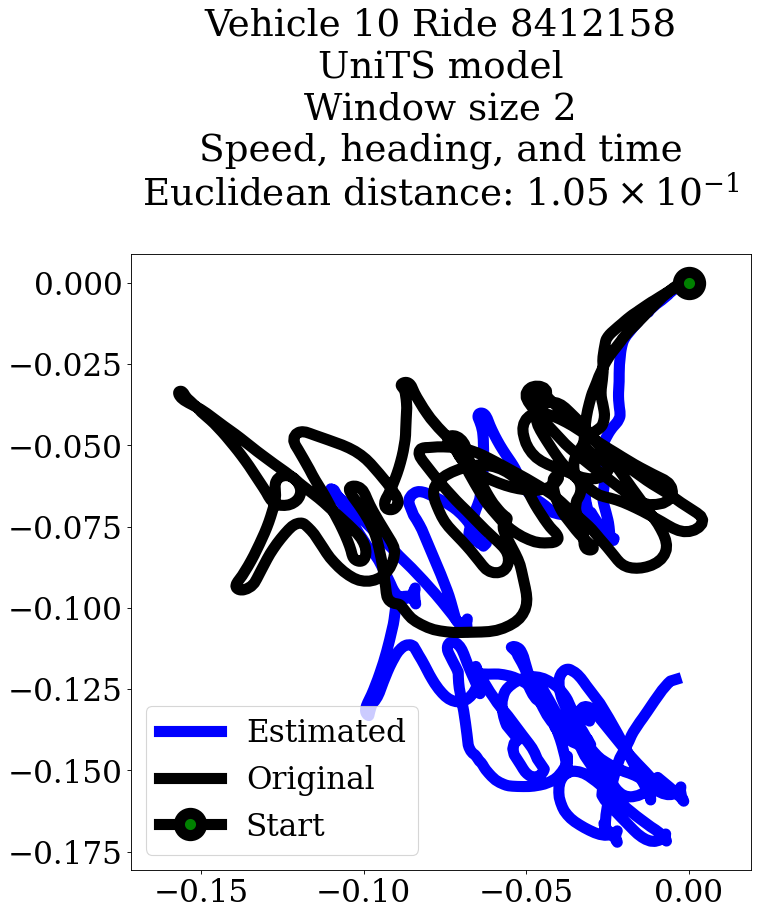 Vehicle 10 Ride 8412158
UniTS model
Window size 2
Speed, heading, and time
Euclidean distance: 1.05 × 10⁻¹
0.000
−0.025
−0.050
−0.075
−0.100
−0.125
−0.150
−0.175
Estimated
Original
Start
−0.15 −0.10 −0.05 0.00